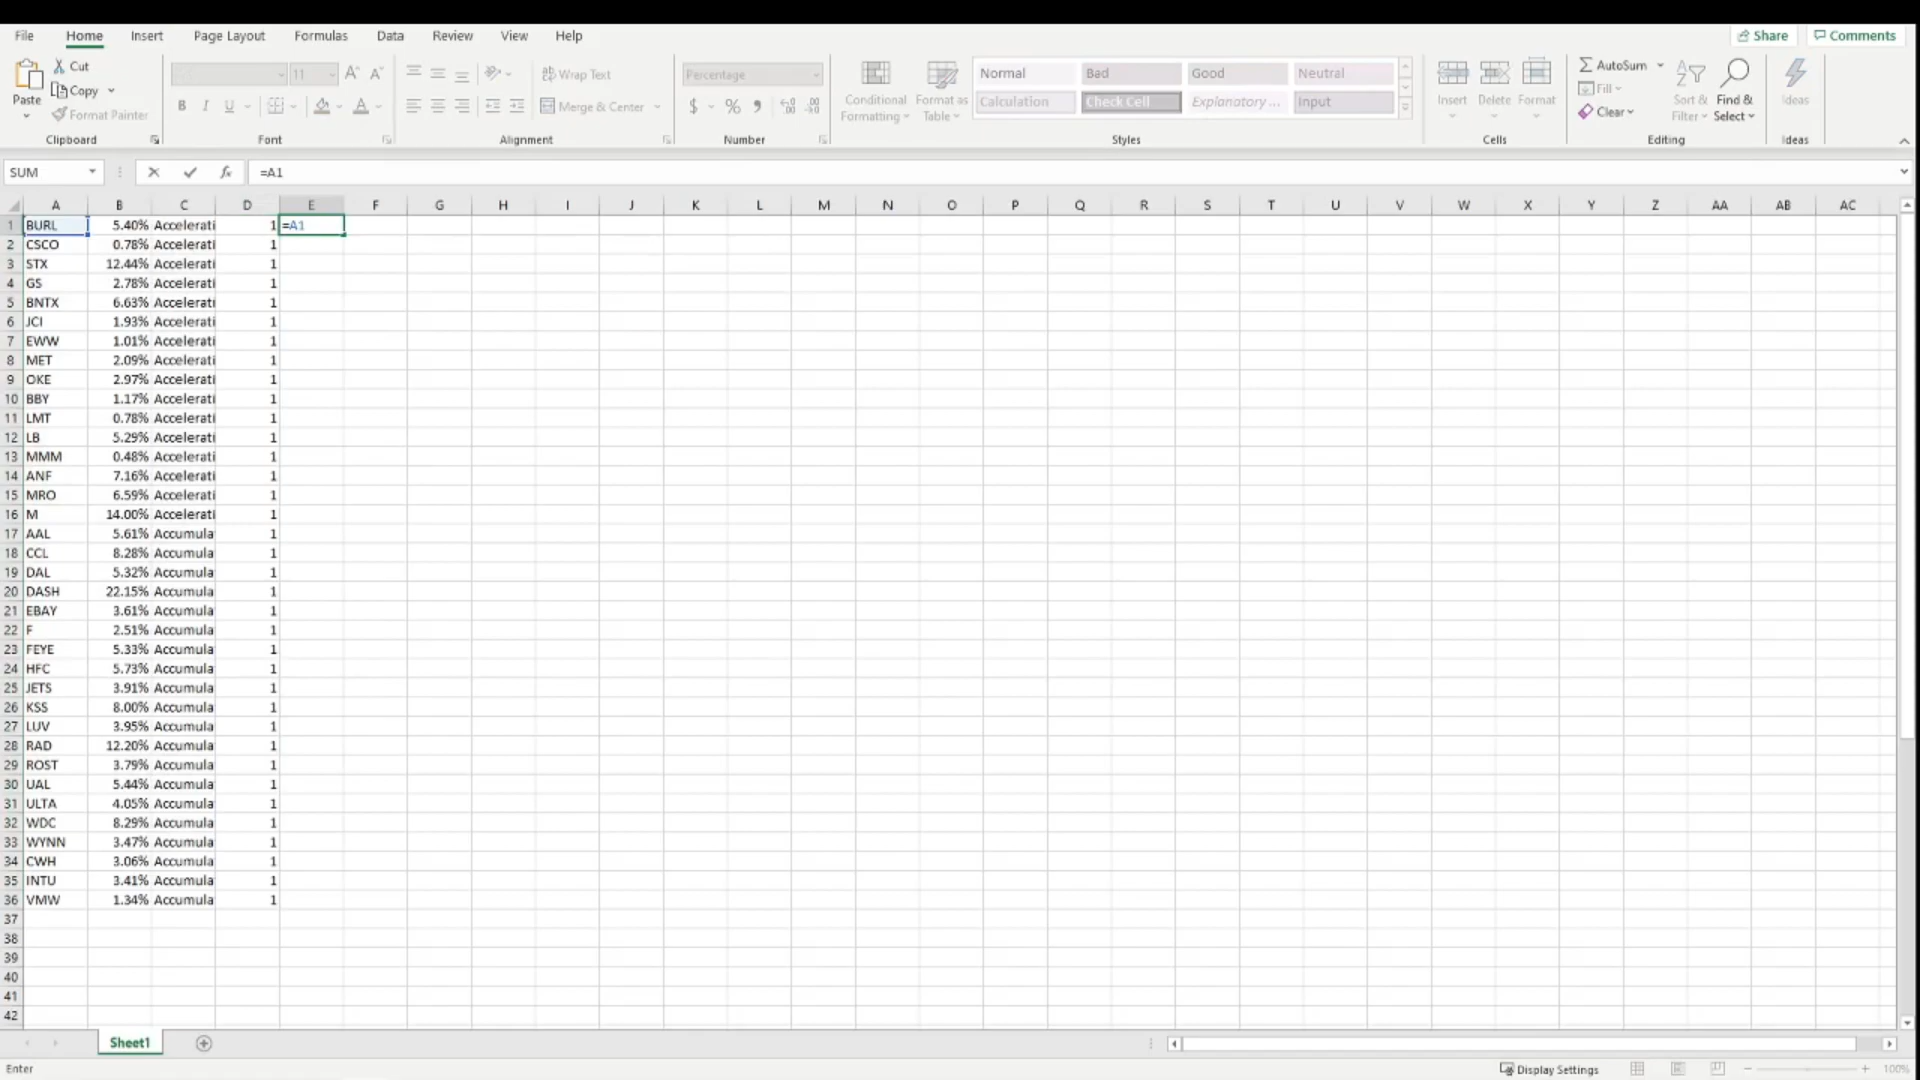 File Home Insert Page Layout Formulas Data Review View Help Share Comments
Cut
Copy
Paste
Format Painter
Clipboard
11
B I U
Font
Wrap Text
Merge & Center
Alignment
Percentage
$ % 9
Number
Conditional Formatting
Format as Table
Normal Bad Good Neutral
Calculation Check Cell Explanatory ... Input
Styles
Insert Delete Format
Cells
AutoSum
Fill
Clear
Sort & Filter
Find & Select
Editing
Ideas
Ideas
SUM fx =A1
A B C D E F G H I J K L M N O P Q R S T U V W X Y Z AA AB AC
1 BURL 5.40% Accelerati 1 =A1
2 CSCO 0.78% Accelerati 1
3 STX 12.44% Accelerati 1
4 GS 2.78% Accelerati 1
5 BNTX 6.63% Accelerati 1
6 JCI 1.93% Accelerati 1
7 EWW 1.01% Accelerati 1
8 MET 2.09% Accelerati 1
9 OKE 2.97% Accelerati 1
10 BBY 1.17% Accelerati 1
11 LMT 0.78% Accelerati 1
12 LB 5.29% Accelerati 1
13 MMM 0.48% Accelerati 1
14 ANF 7.16% Accelerati 1
15 MRO 6.59% Accelerati 1
16 M 14.00% Accelerati 1
17 AAL 5.61% Accumula 1
18 CCL 8.28% Accumula 1
19 DAL 5.32% Accumula 1
20 DASH 22.15% Accumula 1
21 EBAY 3.61% Accumula 1
22 F 2.51% Accumula 1
23 FEYE 5.33% Accumula 1
24 HFC 5.73% Accumula 1
25 JETS 3.91% Accumula 1
26 KSS 8.00% Accumula 1
27 LUV 3.95% Accumula 1
28 RAD 12.20% Accumula 1
29 ROST 3.79% Accumula 1
30 UAL 5.44% Accumula 1
31 ULTA 4.05% Accumula 1
32 WDC 8.29% Accumula 1
33 WYNN 3.47% Accumula 1
34 CWH 3.06% Accumula 1
35 INTU 3.41% Accumula 1
36 VMW 1.34% Accumula 1
37
38
39
40
41
42
Sheet1
Enter Display Settings 100%